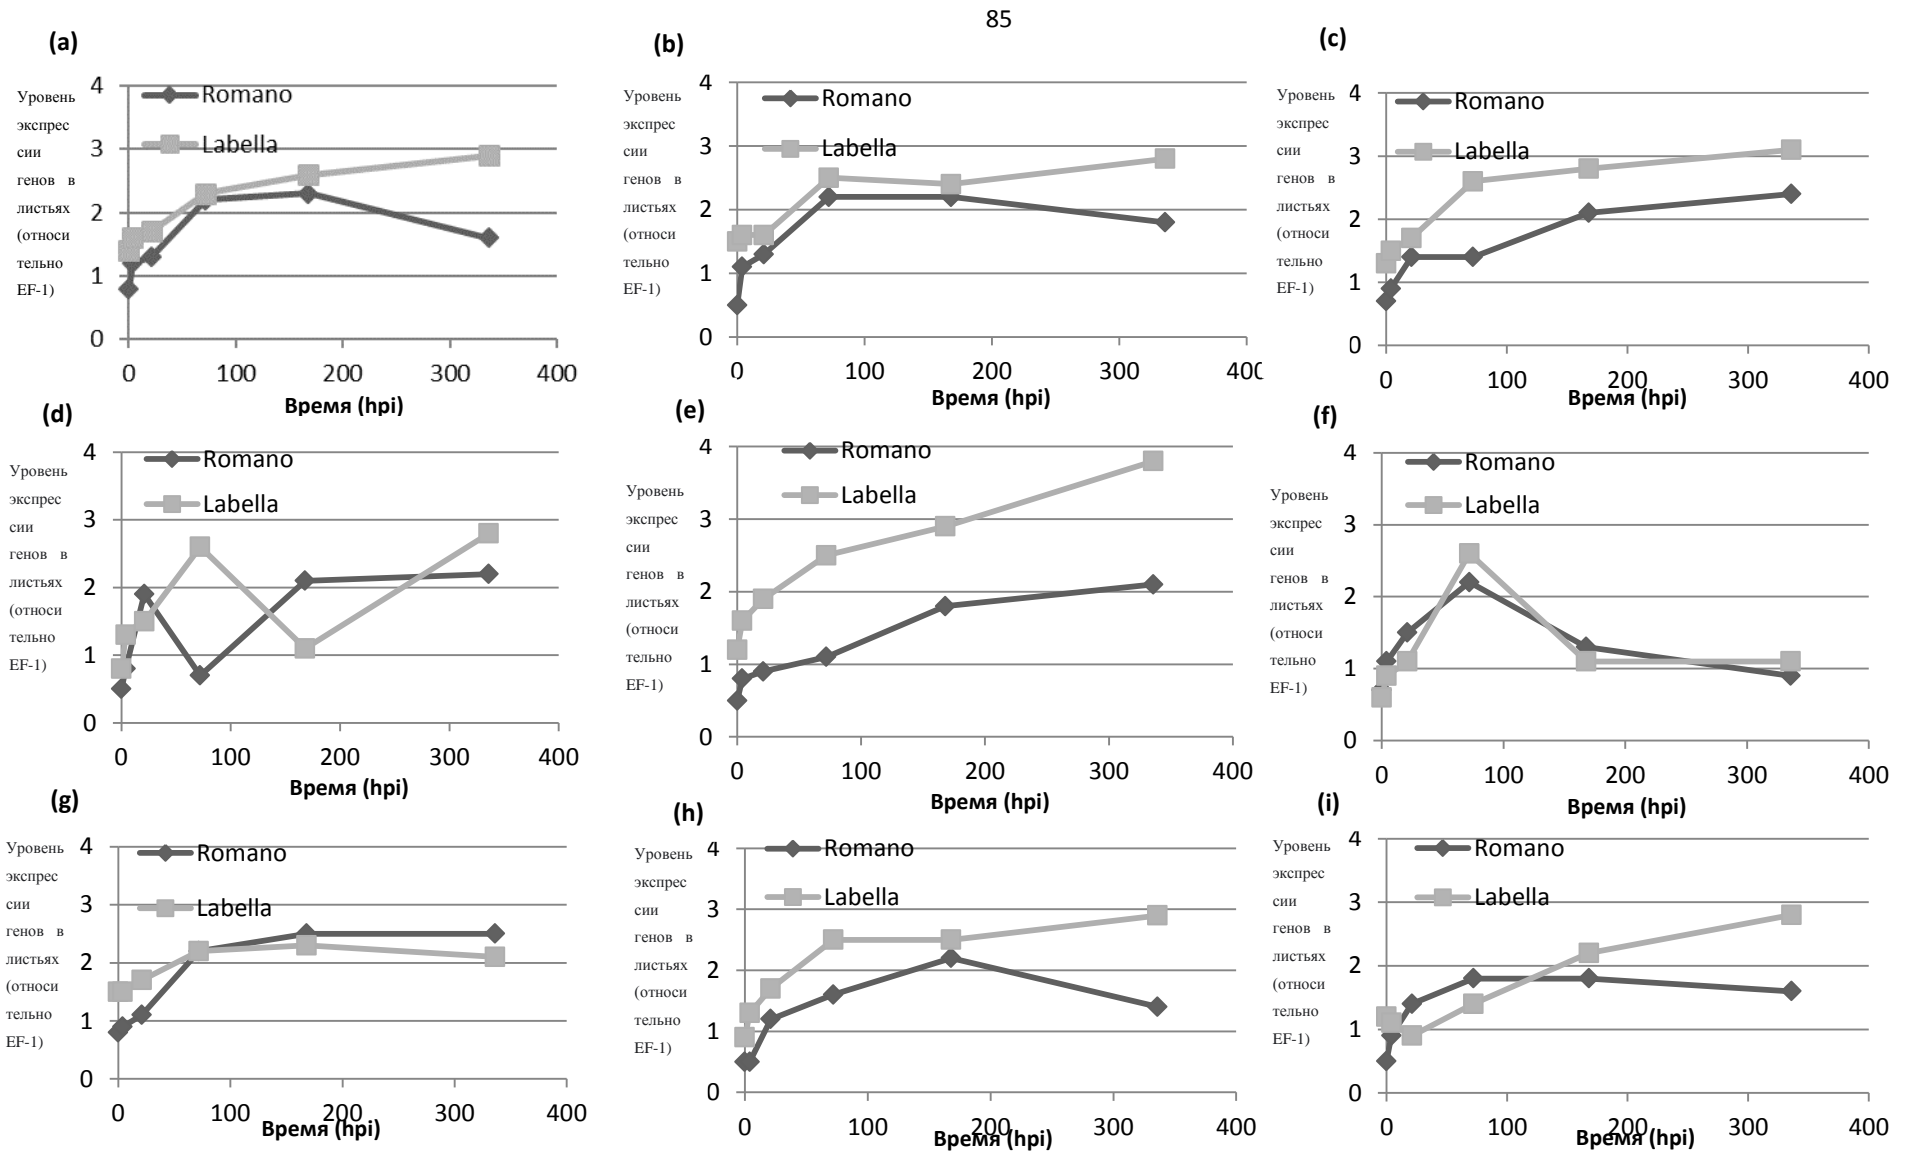 85
(a)
Уровень
экспрес
сии
генов в
листьях
(относи
тельно
EF-1)
4
3
2
1
0
Romano
Labella
0 100 200 300 400
Время (hpi)
(b)
Уровень
экспрес
сии
генов в
листьях
(относи
тельно
EF-1)
4
3
2
1
0
Romano
Labella
0 100 200 300 400
Время (hpi)
(c)
Уровень
экспрес
сии
генов в
листьях
(относи
тельно
EF-1)
4
3
2
1
0
Romano
Labella
0 100 200 300 400
Время (hpi)
(d)
Уровень
экспрес
сии
генов в
листьях
(относи
тельно
EF-1)
4
3
2
1
0
Romano
Labella
0 100 200 300 400
Время (hpi)
(e)
Уровень
экспрес
сии
генов в
листьях
(относи
тельно
EF-1)
4
3
2
1
0
Romano
Labella
0 100 200 300 400
Время (hpi)
(f)
Уровень
экспрес
сии
генов в
листьях
(относи
тельно
EF-1)
4
3
2
1
0
Romano
Labella
0 100 200 300 400
Время (hpi)
(g)
Уровень
экспрес
сии
генов в
листьях
(относи
тельно
EF-1)
4
3
2
1
0
Romano
Labella
0 100 200 300 400
Время (hpi)
(h)
Уровень
экспрес
сии
генов в
листьях
(относи
тельно
EF-1)
4
3
2
1
0
Romano
Labella
0 100 200 300 400
Время (hpi)
(i)
Уровень
экспрес
сии
генов в
листьях
(относи
тельно
EF-1)
4
3
2
1
0
Romano
Labella
0 100 200 300 400
Время (hpi)